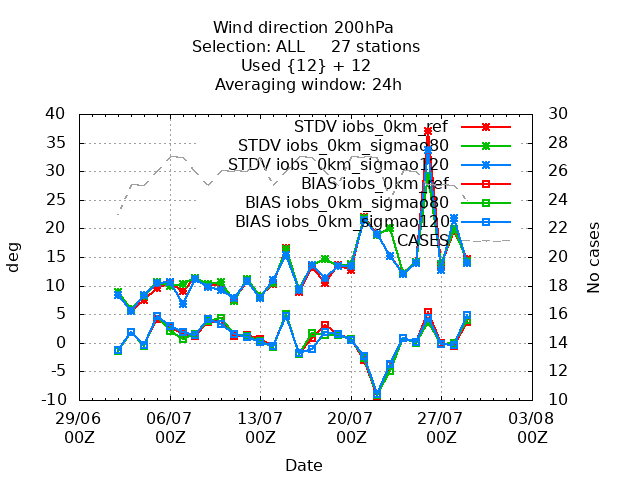 Wind direction 200hPa
Selection: ALL 27 stations
Used {12} + 12
Averaging window: 24h
STDV iobs_0km_ref
STDV iobs_0km_sigmao80
STDV iobs_0km_sigmao120
BIAS iobs_0km_ref
BIAS iobs_0km_sigmao80
BIAS iobs_0km_sigmao120
CASES
deg
40
35
30
25
20
15
10
5
0
-5
-10
30
28
26
24
22
20
18
16
14
12
10
No cases
29/06 06/07 13/07 20/07 27/07 03/08
00Z 00Z 00Z 00Z 00Z 00Z
Date